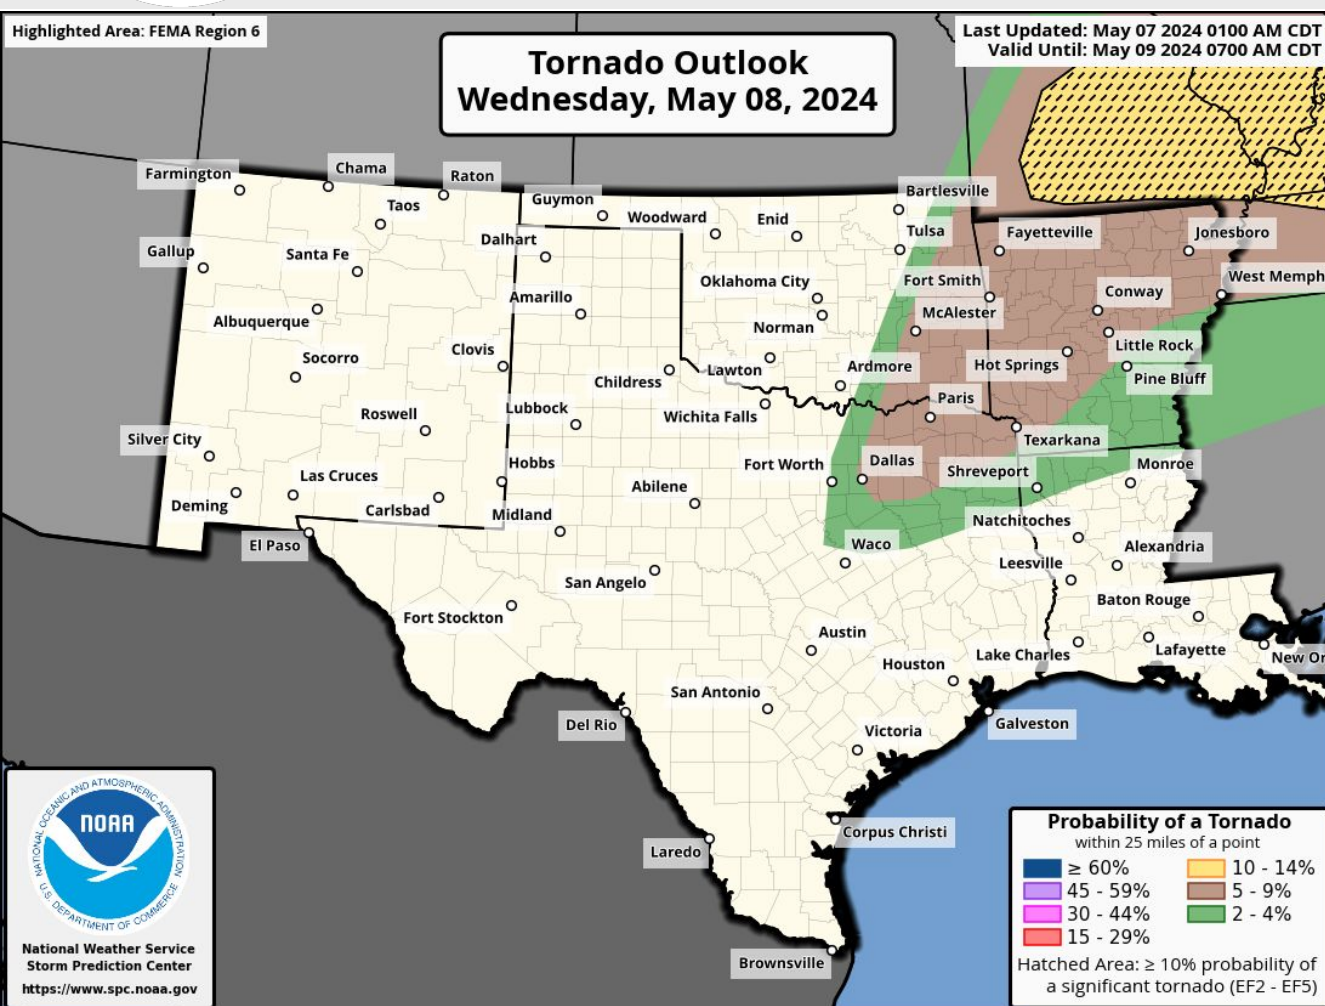 Highlighted Area: FEMA Region 6
Last Updated: May 07 2024 0100 AM CDT
Valid Until: May 09 2024 0700 AM CDT
Tornado Outlook
Wednesday, May 08, 2024
Farmington
Chama
Raton
Taos
Guymon
Woodward
Enid
Bartlesville
Tulsa
Fayetteville
Jonesboro
Gallup
Santa Fe
Dalhart
Oklahoma City
Fort Smith
West Memph
Albuquerque
Amarillo
Norman
McAlester
Conway
Socorro
Clovis
Childress
Lawton
Ardmore
Hot Springs
Little Rock
Pine Bluff
Roswell
Lubbock
Wichita Falls
Paris
Silver City
Texarkana
Las Cruces
Hobbs
Abilene
Fort Worth
Dallas
Shreveport
Monroe
Deming
Carlsbad
Midland
Natchitoches
El Paso
Waco
Alexandria
San Angelo
Leesville
Fort Stockton
Baton Rouge
Austin
Lake Charles
Lafayette
New Or
Houston
San Antonio
Del Rio
Galveston
Victoria
Corpus Christi
Laredo
Brownsville
NATIONAL OCEANIC AND ATMOSPHERIC ADMINISTRATION
NOAA
U.S. DEPARTMENT OF COMMERCE
National Weather Service
Storm Prediction Center
https://www.spc.noaa.gov
Probability of a Tornado
within 25 miles of a point
≥ 60%
10 - 14%
45 - 59%
5 - 9%
30 - 44%
2 - 4%
15 - 29%
Hatched Area: ≥ 10% probability of
a significant tornado (EF2 - EF5)